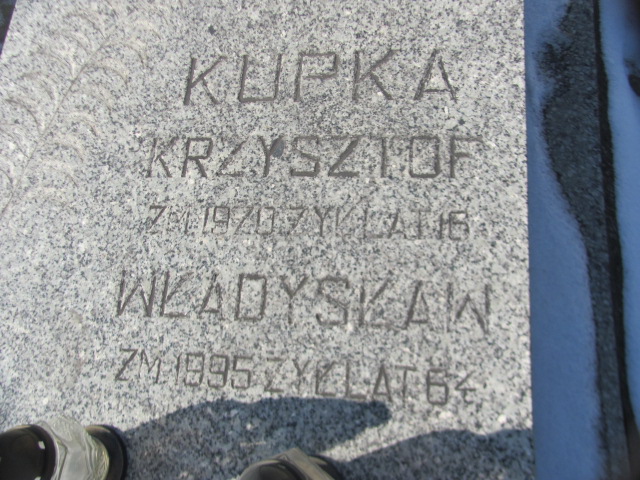 KUPKA
KRZYSZTOF
ZM.1970.ŻYŁ LAT 16
WŁADYSŁAW
ZM.1995 ŻYŁ LAT 64